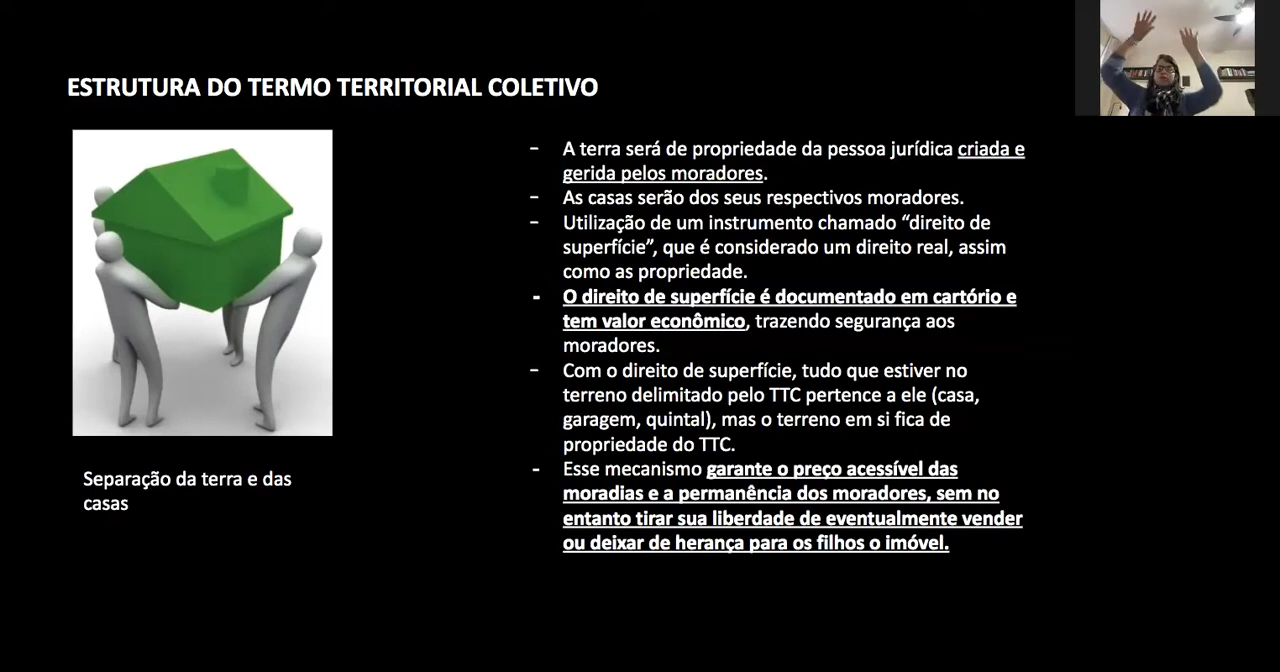 ESTRUTURA DO TERMO TERRITORIAL COLETIVO
Separação da terra e das
casas
- A terra será de propriedade da pessoa jurídica criada e
gerida pelos moradores.
- As casas serão dos seus respectivos moradores.
- Utilização de um instrumento chamado “direito de
superfície”, que é considerado um direito real, assim
como as propriedade.
- O direito de superfície é documentado em cartório e
tem valor econômico, trazendo segurança aos
moradores.
- Com o direito de superfície, tudo que estiver no
terreno delimitado pelo TTC pertence a ele (casa,
garagem, quintal), mas o terreno em si fica de
propriedade do TTC.
- Esse mecanismo garante o preço acessível das
moradias e a permanência dos moradores, sem no
entanto tirar sua liberdade de eventualmente vender
ou deixar de herança para os filhos o imóvel.